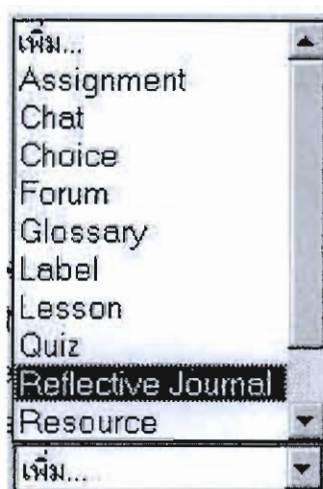 เพิ่ม...
Assignment
Chat
Choice
Forum
Glossary
Label
Lesson
Quiz
Reflective Journal
Resource
เพิ่ม...